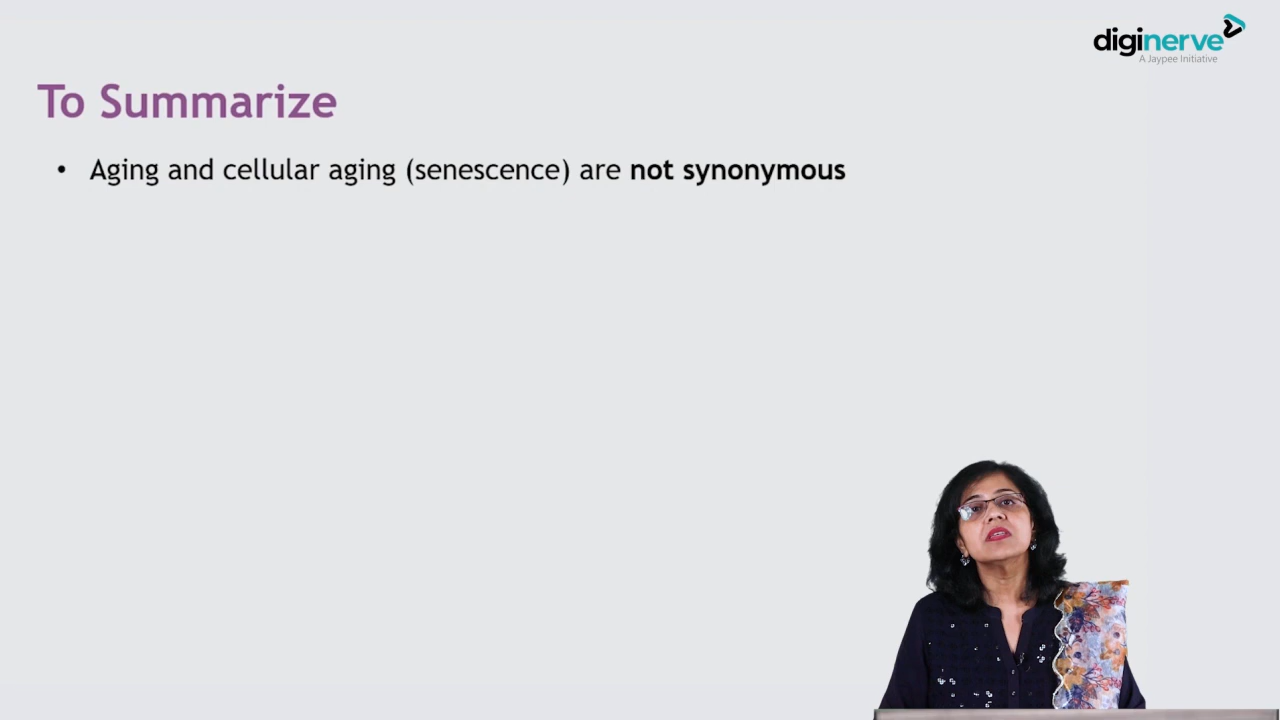 diginerve
A Jaypee Initiative
To Summarize
• Aging and cellular aging (senescence) are not synonymous